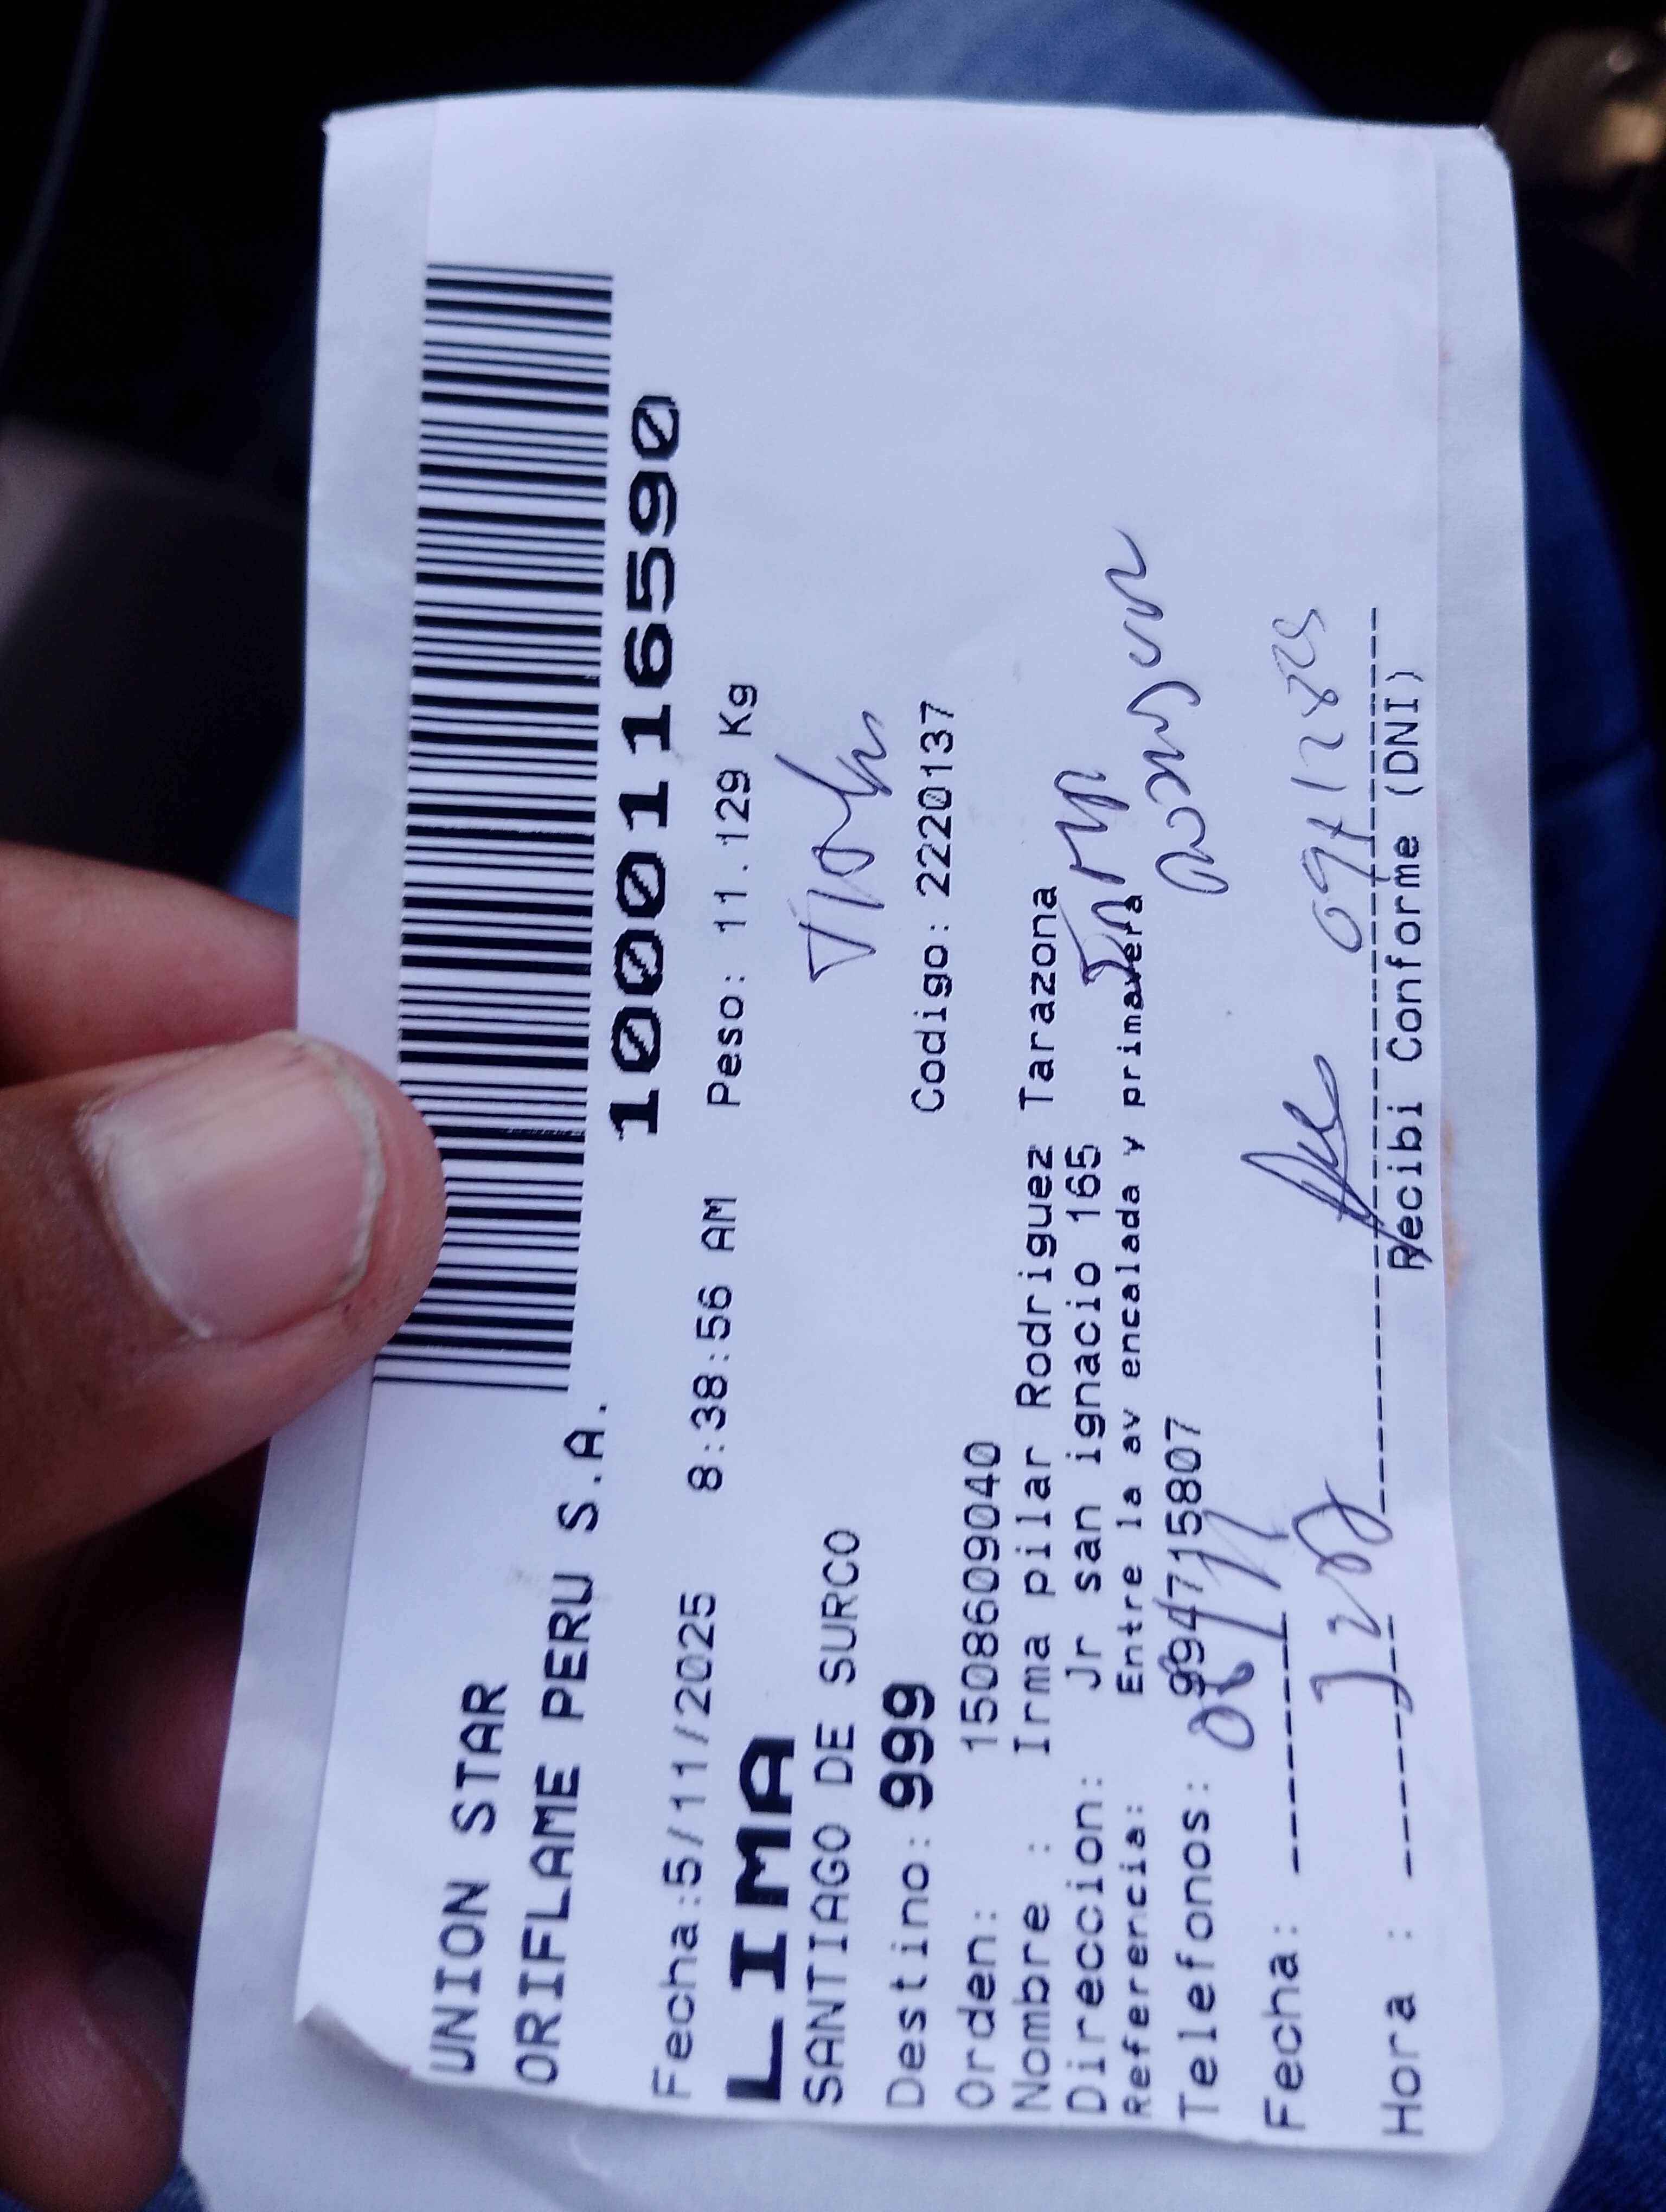 UNION STAR
ORIFLAME PERU S.A.
1000116590
Fecha:5/11/2025 8:38:56 AM Peso: 11.129 Kg
LIMA
SANTIAGO DE SURCO
Destino: 999 Codigo: 2220137
Orden: 1508609040
Nombre : Irma pilar Rodriguez Tarazona
Direccion: Jr san ignacio 165
Referencia: Entre la av encalada y primavera
Telefonos: 994715807
Fecha: 08/11
Hora :
Recibi Conforme (DNI)